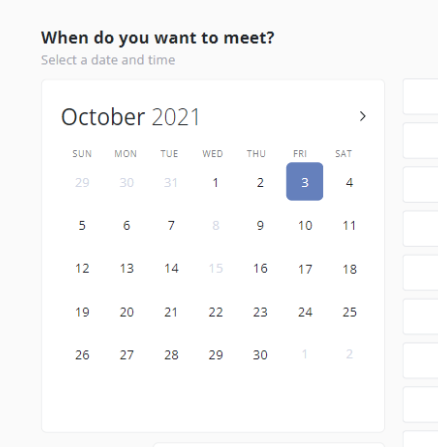 When do you want to meet?
Select a date and time
October 2021 >
SUN MON TUE WED THU FRI SAT
29 30 31 1 2 3 4
5 6 7 8 9 10 11
12 13 14 15 16 17 18
19 20 21 22 23 24 25
26 27 28 29 30 1 2